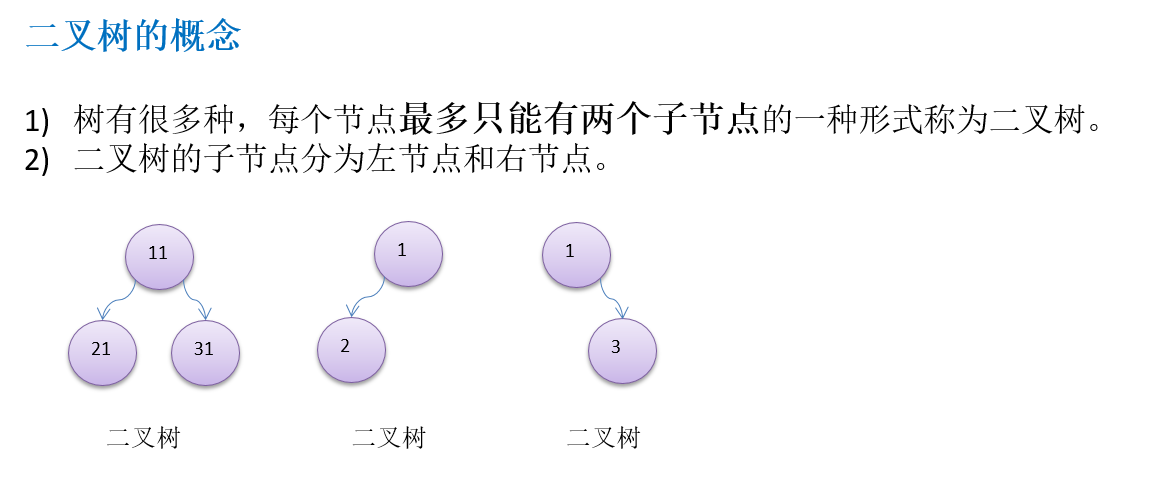 二叉树的概念
1) 树有很多种，每个节点最多只能有两个子节点的一种形式称为二叉树。
2) 二叉树的子节点分为左节点和右节点。
11
21
31
二叉树
1
2
二叉树
1
3
二叉树